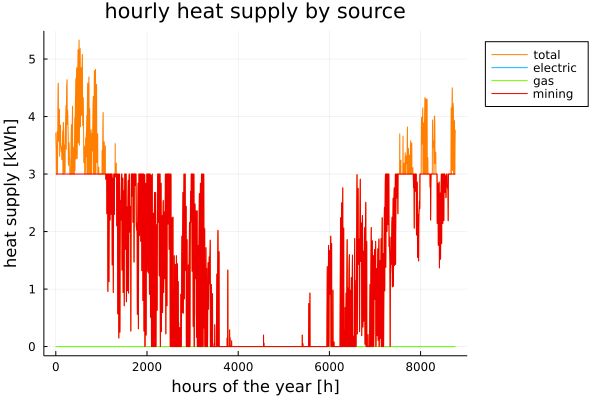 hourly heat supply by source
heat supply [kWh]
5
4
3
2
1
0
0 2000 4000 6000 8000
hours of the year [h]
total
electric
gas
mining